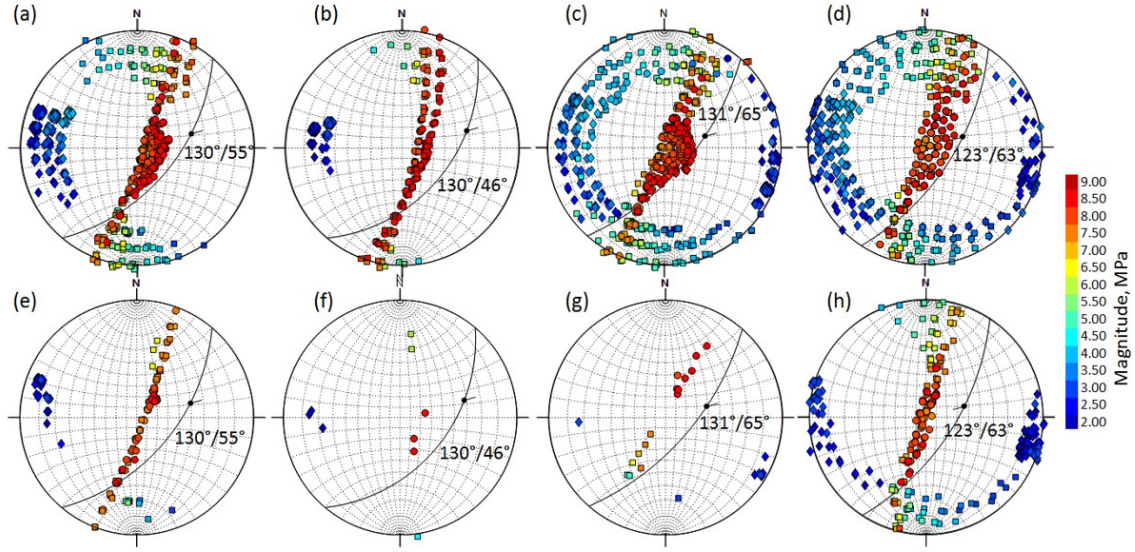 (a) N 130°/55°
(b) N 130°/46°
(c) N 131°/65°
(d) N 123°/63°
(e) N 130°/55°
(f) N 130°/46°
(g) N 131°/65°
(h) N 123°/63°
9.00
8.50
8.00
7.50
7.00
6.50
6.00
5.50
5.00
4.50
4.00
3.50
3.00
2.50
2.00
Magnitude, MPa